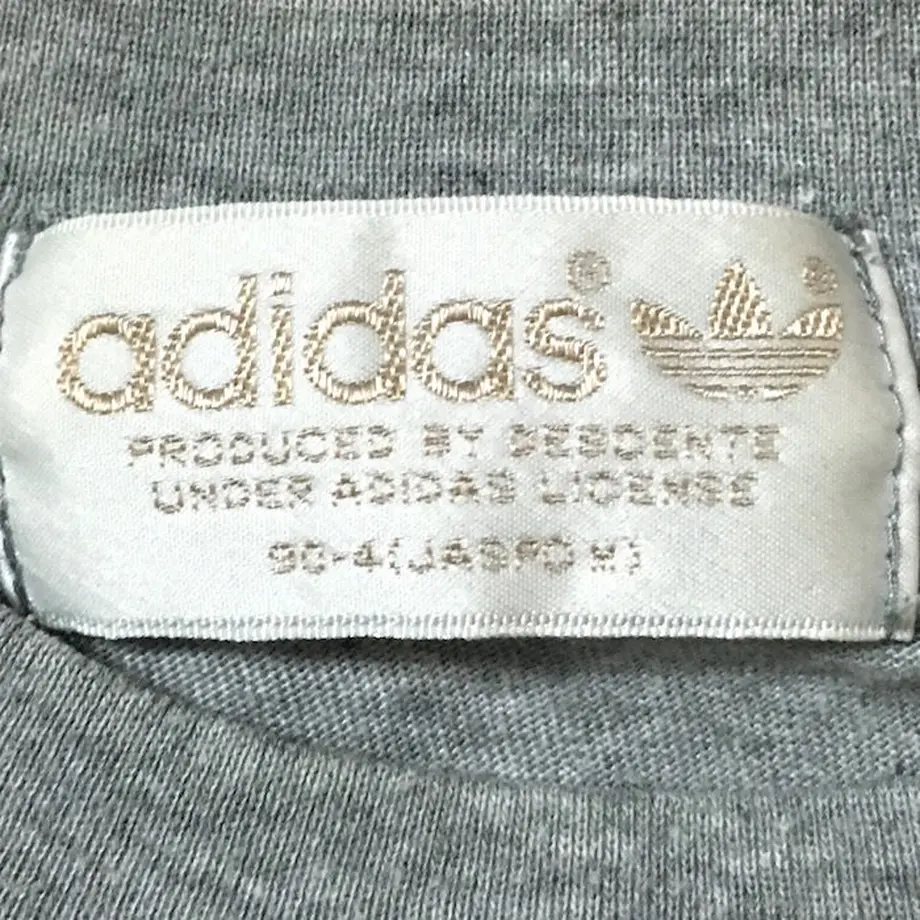 adidas®
®
PRODUCED BY DESCENTE
UNDER ADIDAS LICENSE
90-4(JASPO M)